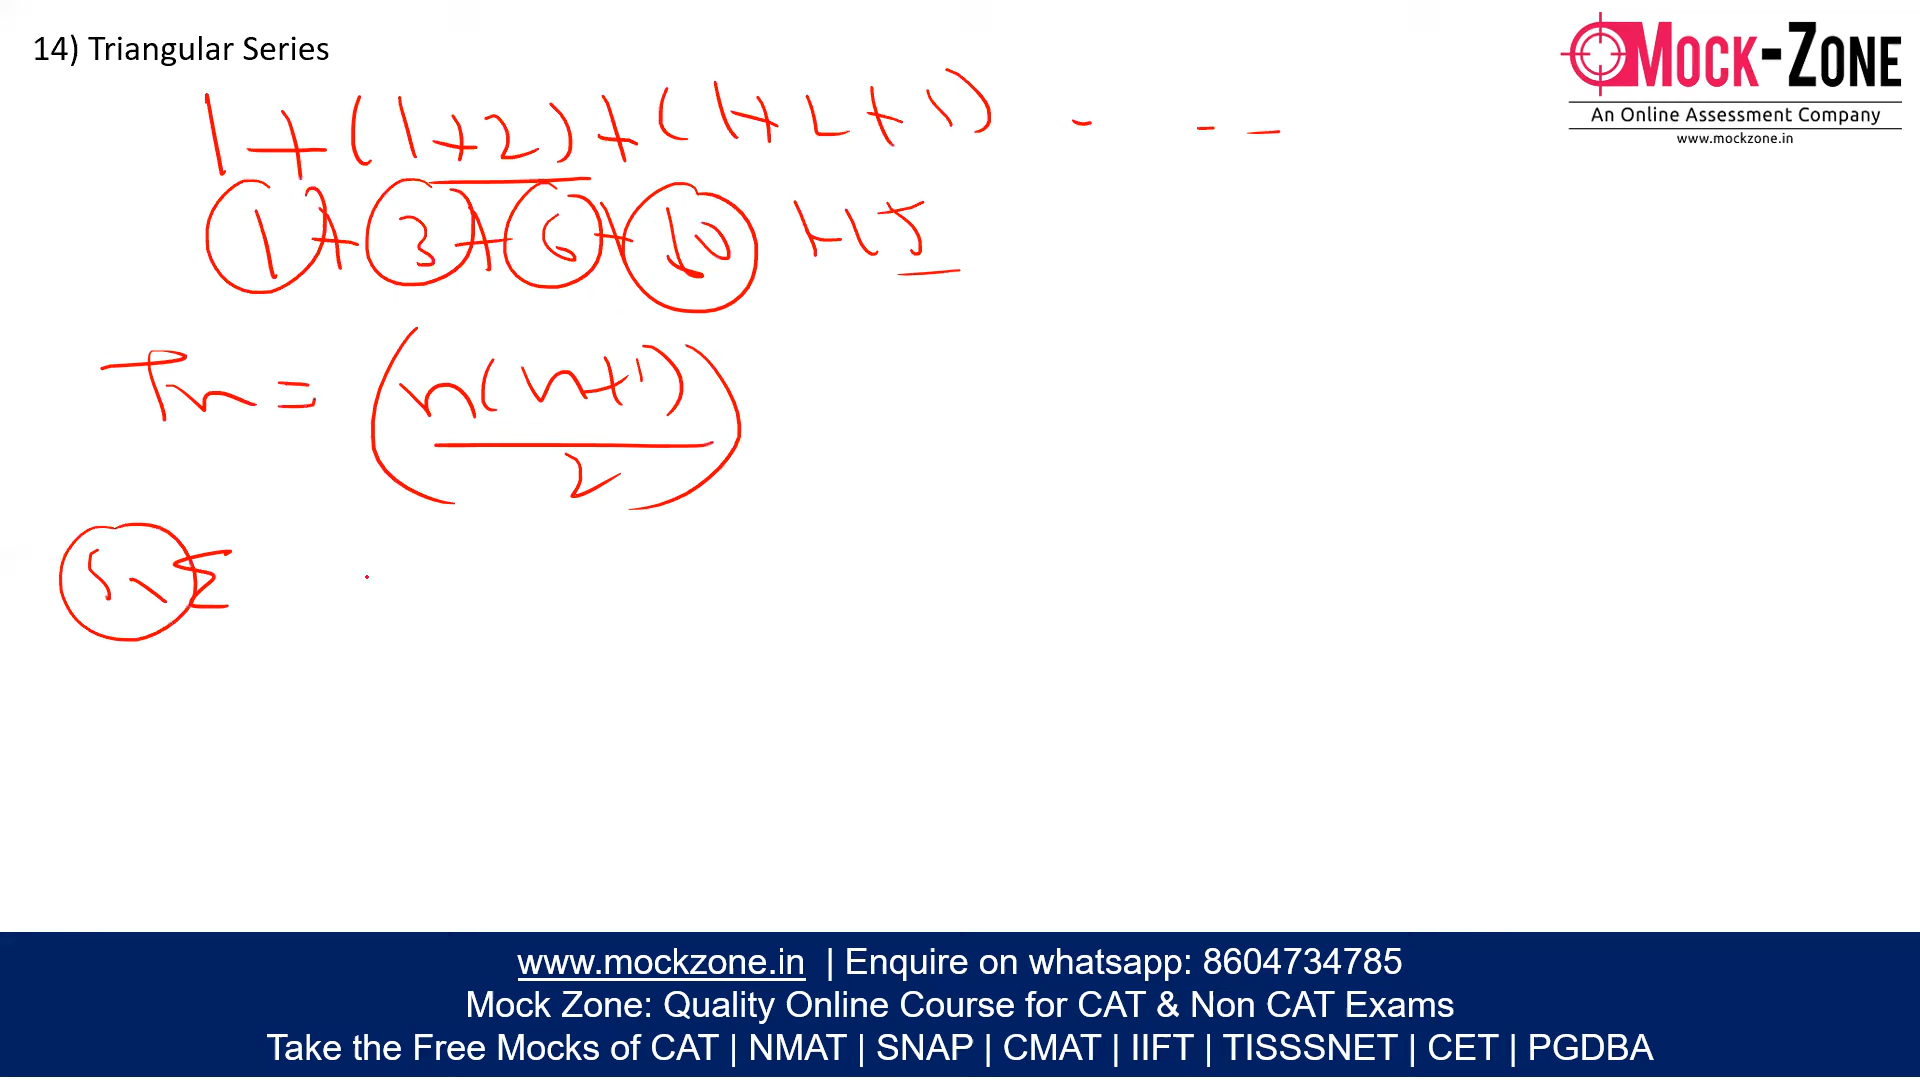 14) Triangular Series
MOCK-ZONE
An Online Assessment Company
www.mockzone.in
1 + (1+2) + (1+2+1) - - -
1 + 3 + 6 + 10 + 15
Tn = (n(n+1)/2)
Sn Σ
www.mockzone.in | Enquire on whatsapp: 8604734785
Mock Zone: Quality Online Course for CAT & Non CAT Exams
Take the Free Mocks of CAT | NMAT | SNAP | CMAT | IIFT | TISSSNET | CET | PGDBA